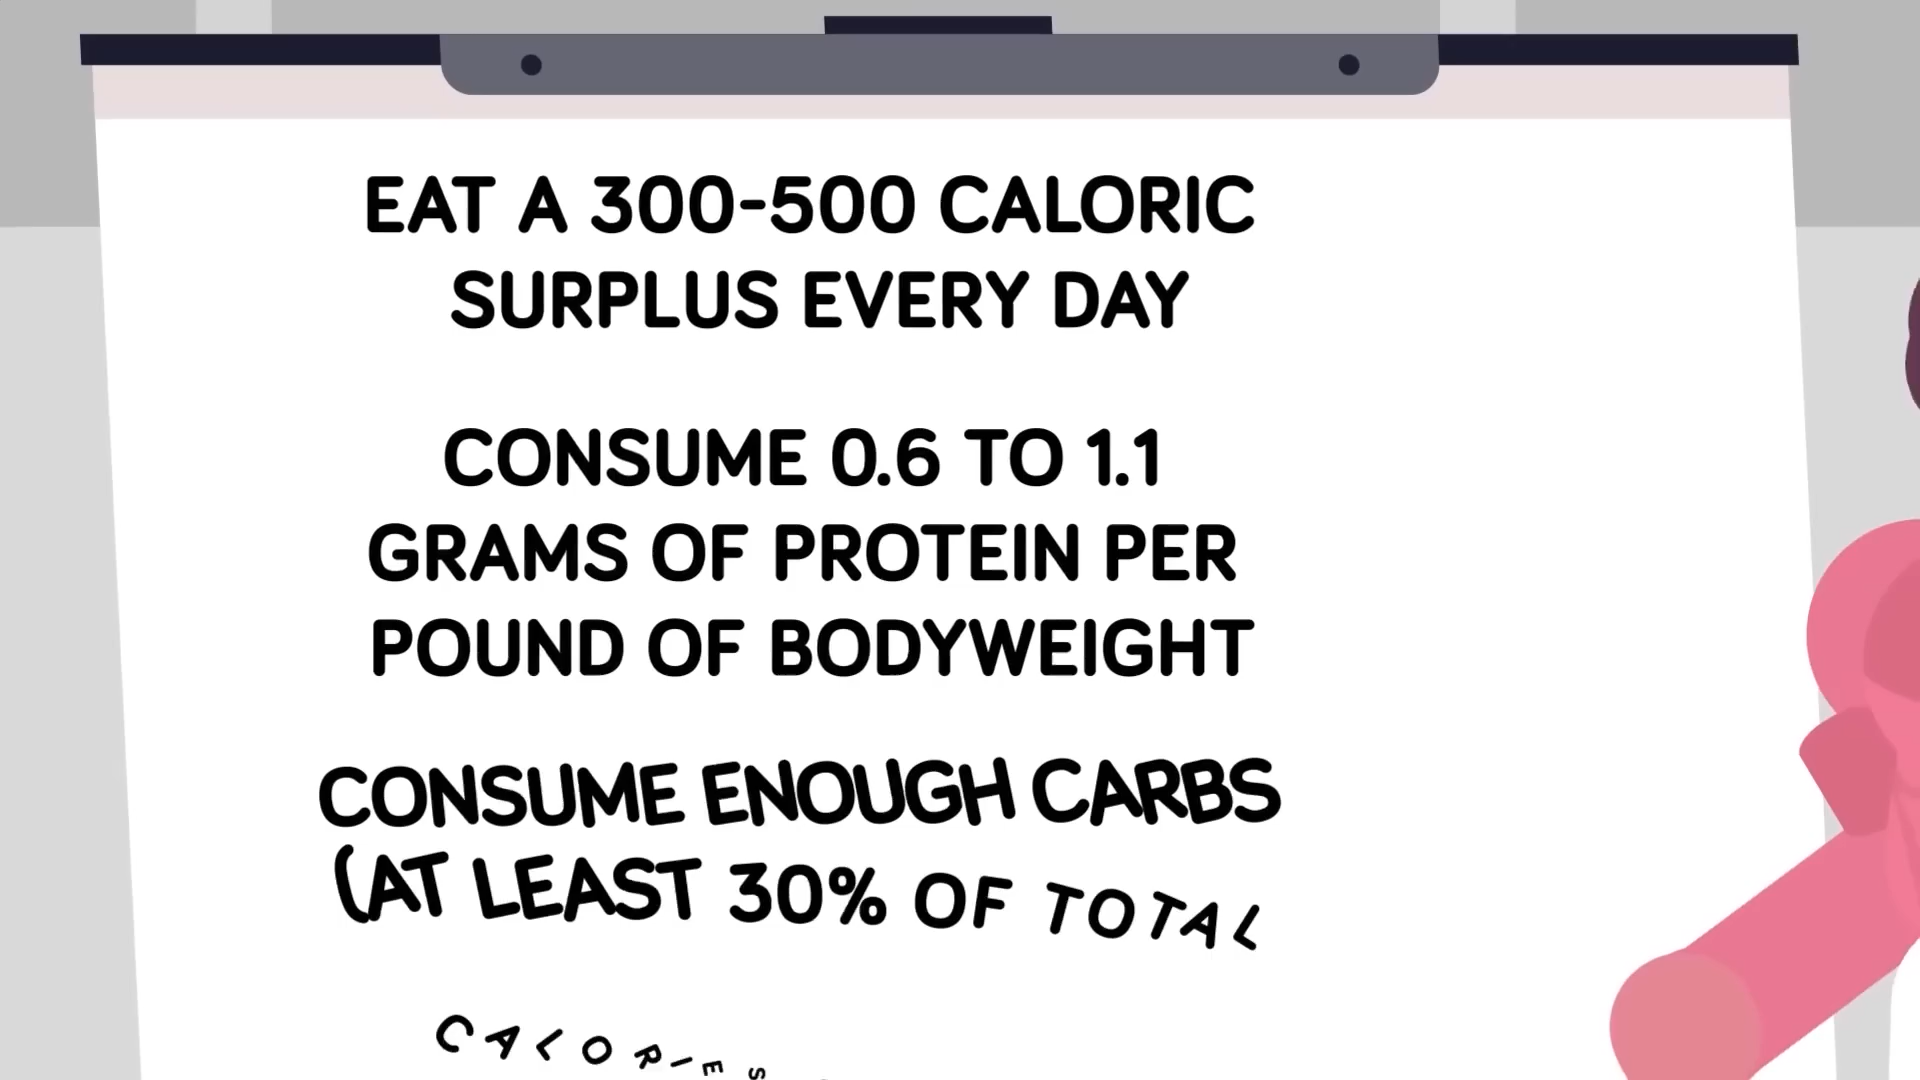 EAT A 300-500 CALORIC
SURPLUS EVERY DAY
CONSUME 0.6 TO 1.1
GRAMS OF PROTEIN PER
POUND OF BODYWEIGHT
CONSUME ENOUGH CARBS
(AT LEAST 30% OF TOTAL
CALORIES